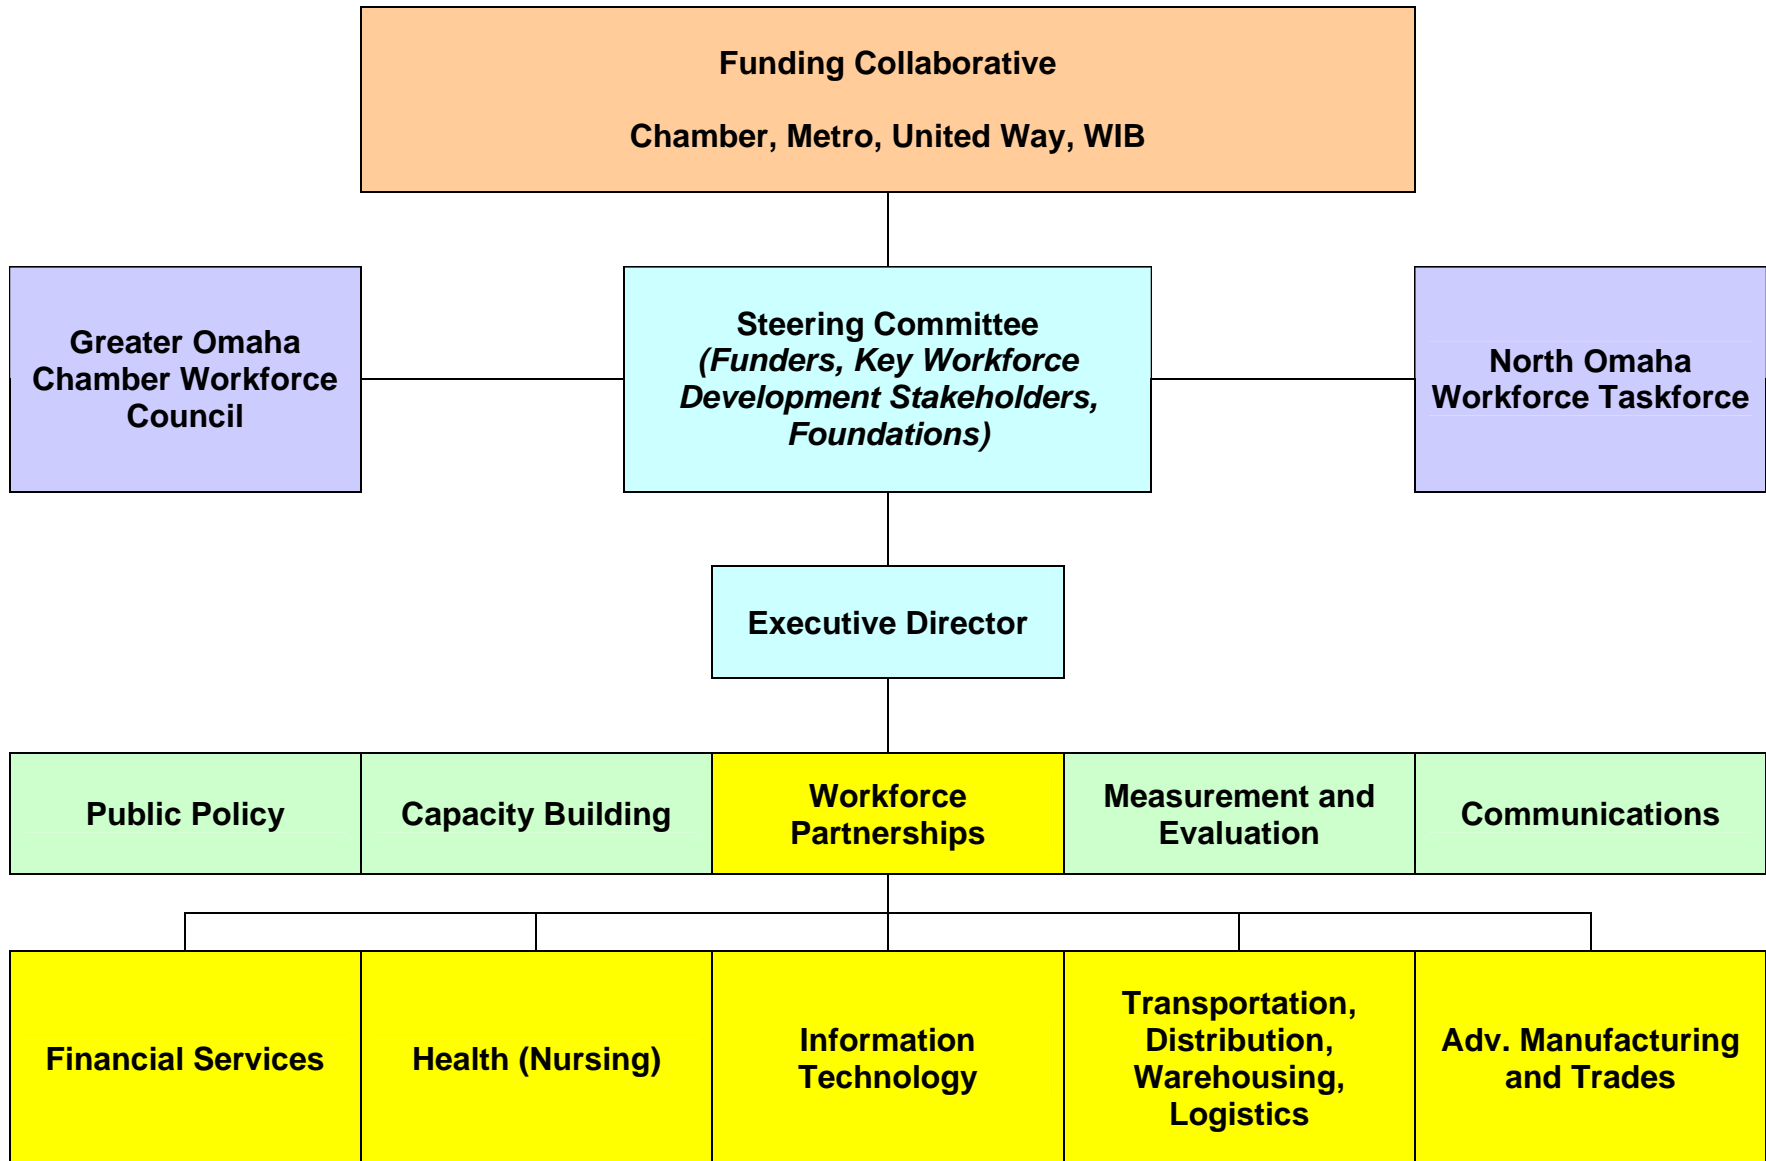 Funding Collaborative
Chamber, Metro, United Way, WIB
Greater Omaha
Chamber Workforce
Council
Steering Committee
(Funders, Key Workforce
Development Stakeholders,
Foundations)
North Omaha
Workforce Taskforce
Executive Director
Public Policy
Capacity Building
Workforce
Partnerships
Measurement and
Evaluation
Communications
Financial Services
Health (Nursing)
Information
Technology
Transportation,
Distribution,
Warehousing,
Logistics
Adv. Manufacturing
and Trades